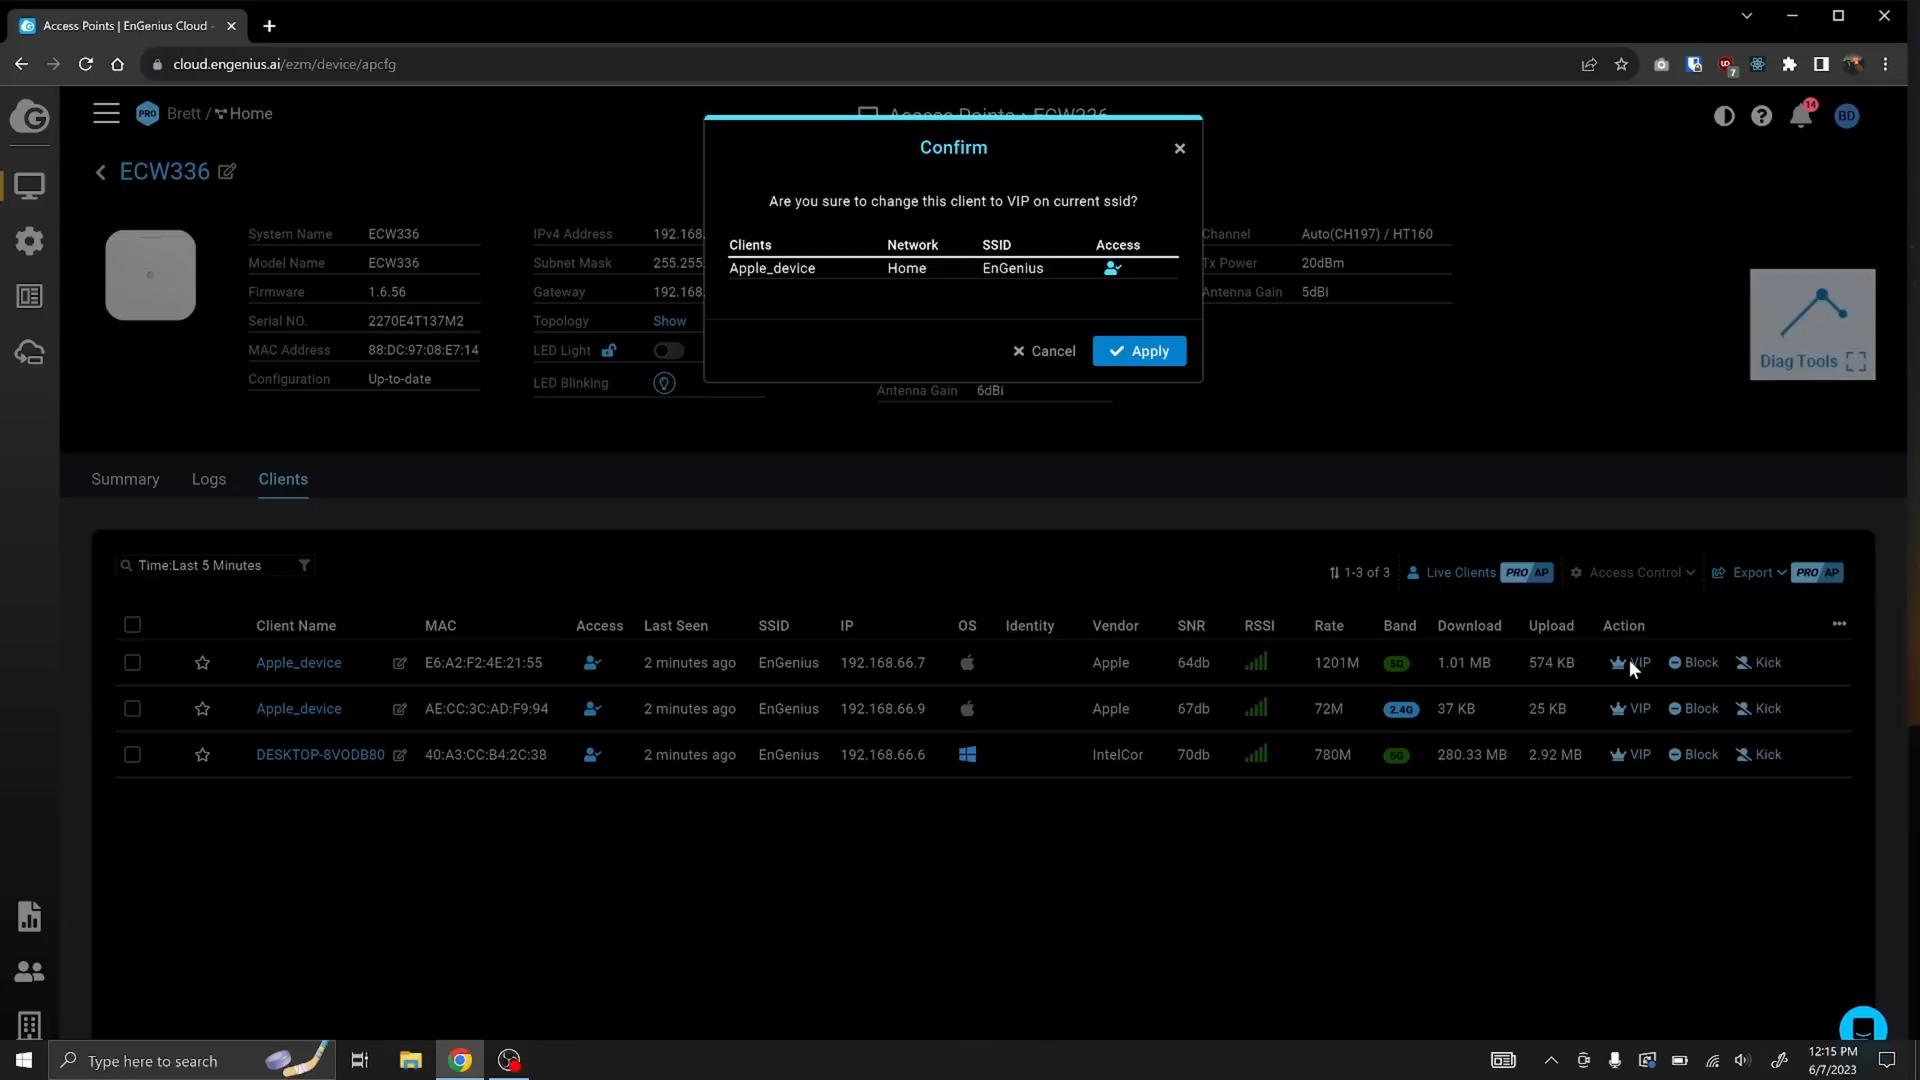 Access Points | EnGenius Cloud -
cloud.engenius.ai/ezm/device/apcfg
7
PRO Brett / Home
14
BD
ECW336
System Name ECW336
Model Name ECW336
Firmware 1.6.56
Serial NO. 2270E4T137M2
MAC Address 88:DC:97:08:E7:14
Configuration Up-to-date
IPv4 Address 192.168.
Subnet Mask 255.255.
Gateway 192.168.
Topology Show
LED Light
LED Blinking
Confirm
Are you sure to change this client to VIP on current ssid?
Clients Network SSID Access
Apple_device Home EnGenius
Cancel Apply
Antenna Gain 6dBi
Channel Auto(CH197) / HT160
Tx Power 20dBm
Antenna Gain 5dBi
Diag Tools
Summary Logs Clients
Time:Last 5 Minutes
1-3 of 3 Live Clients PRO AP Access Control Export PRO AP
Client Name MAC Access Last Seen SSID IP OS Identity Vendor SNR RSSI Rate Band Download Upload Action
Apple_device E6:A2:F2:4E:21:55 2 minutes ago EnGenius 192.168.66.7 Apple 64db 1201M 5G 1.01 MB 574 KB VIP Block Kick
Apple_device AE:CC:3C:AD:F9:94 2 minutes ago EnGenius 192.168.66.9 Apple 67db 72M 2.4G 37 KB 25 KB VIP Block Kick
DESKTOP-8VODB80 40:A3:CC:B4:2C:38 2 minutes ago EnGenius 192.168.66.6 IntelCor 70db 780M 5G 280.33 MB 2.92 MB VIP Block Kick
Type here to search
12:15 PM
6/7/2023